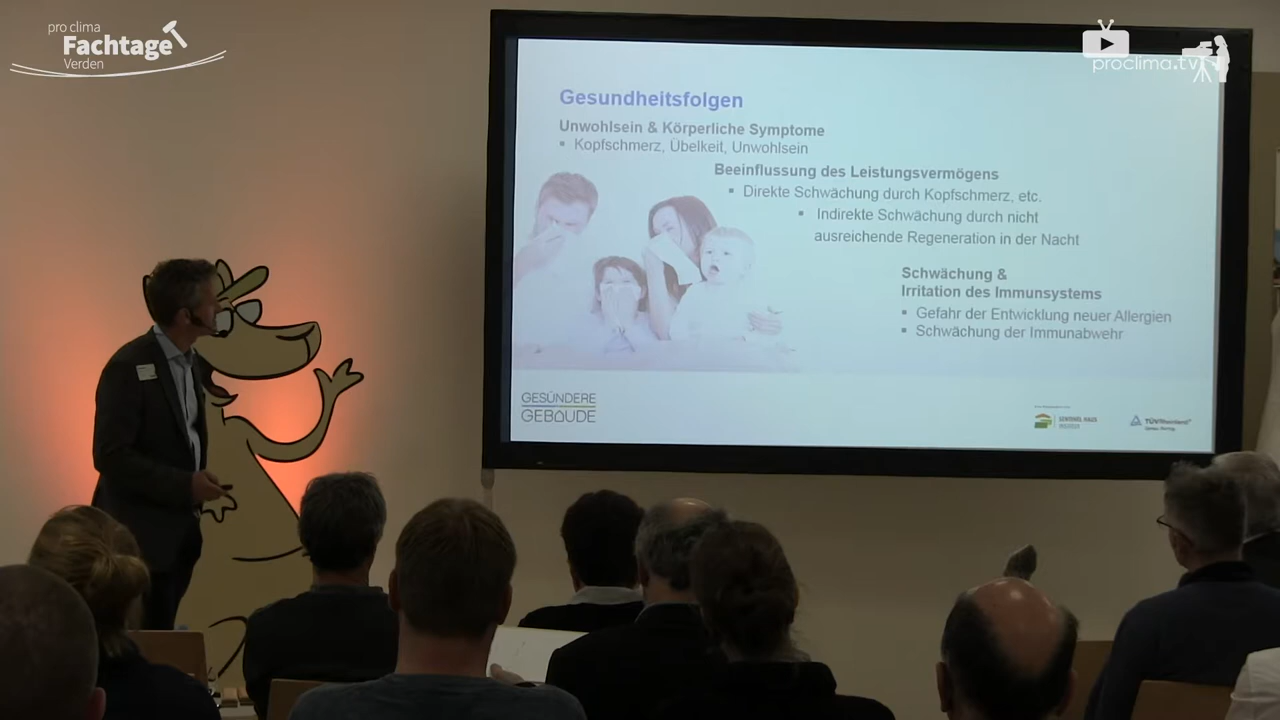 pro clima
Fachtage
Verden
proclima.tv
Gesundheitsfolgen
Unwohlsein & Körperliche Symptome
▪ Kopfschmerz, Übelkeit, Unwohlsein
Beeinflussung des Leistungsvermögens
▪ Direkte Schwächung durch Kopfschmerz, etc.
▪ Indirekte Schwächung durch nicht
ausreichende Regeneration in der Nacht
Schwächung &
Irritation des Immunsystems
▪ Gefahr der Entwicklung neuer Allergien
▪ Schwächung der Immunabwehr
GESÜNDERE
GEBÄUDE
SENTINEL HAUS
INSTITUT
TÜVRheinland